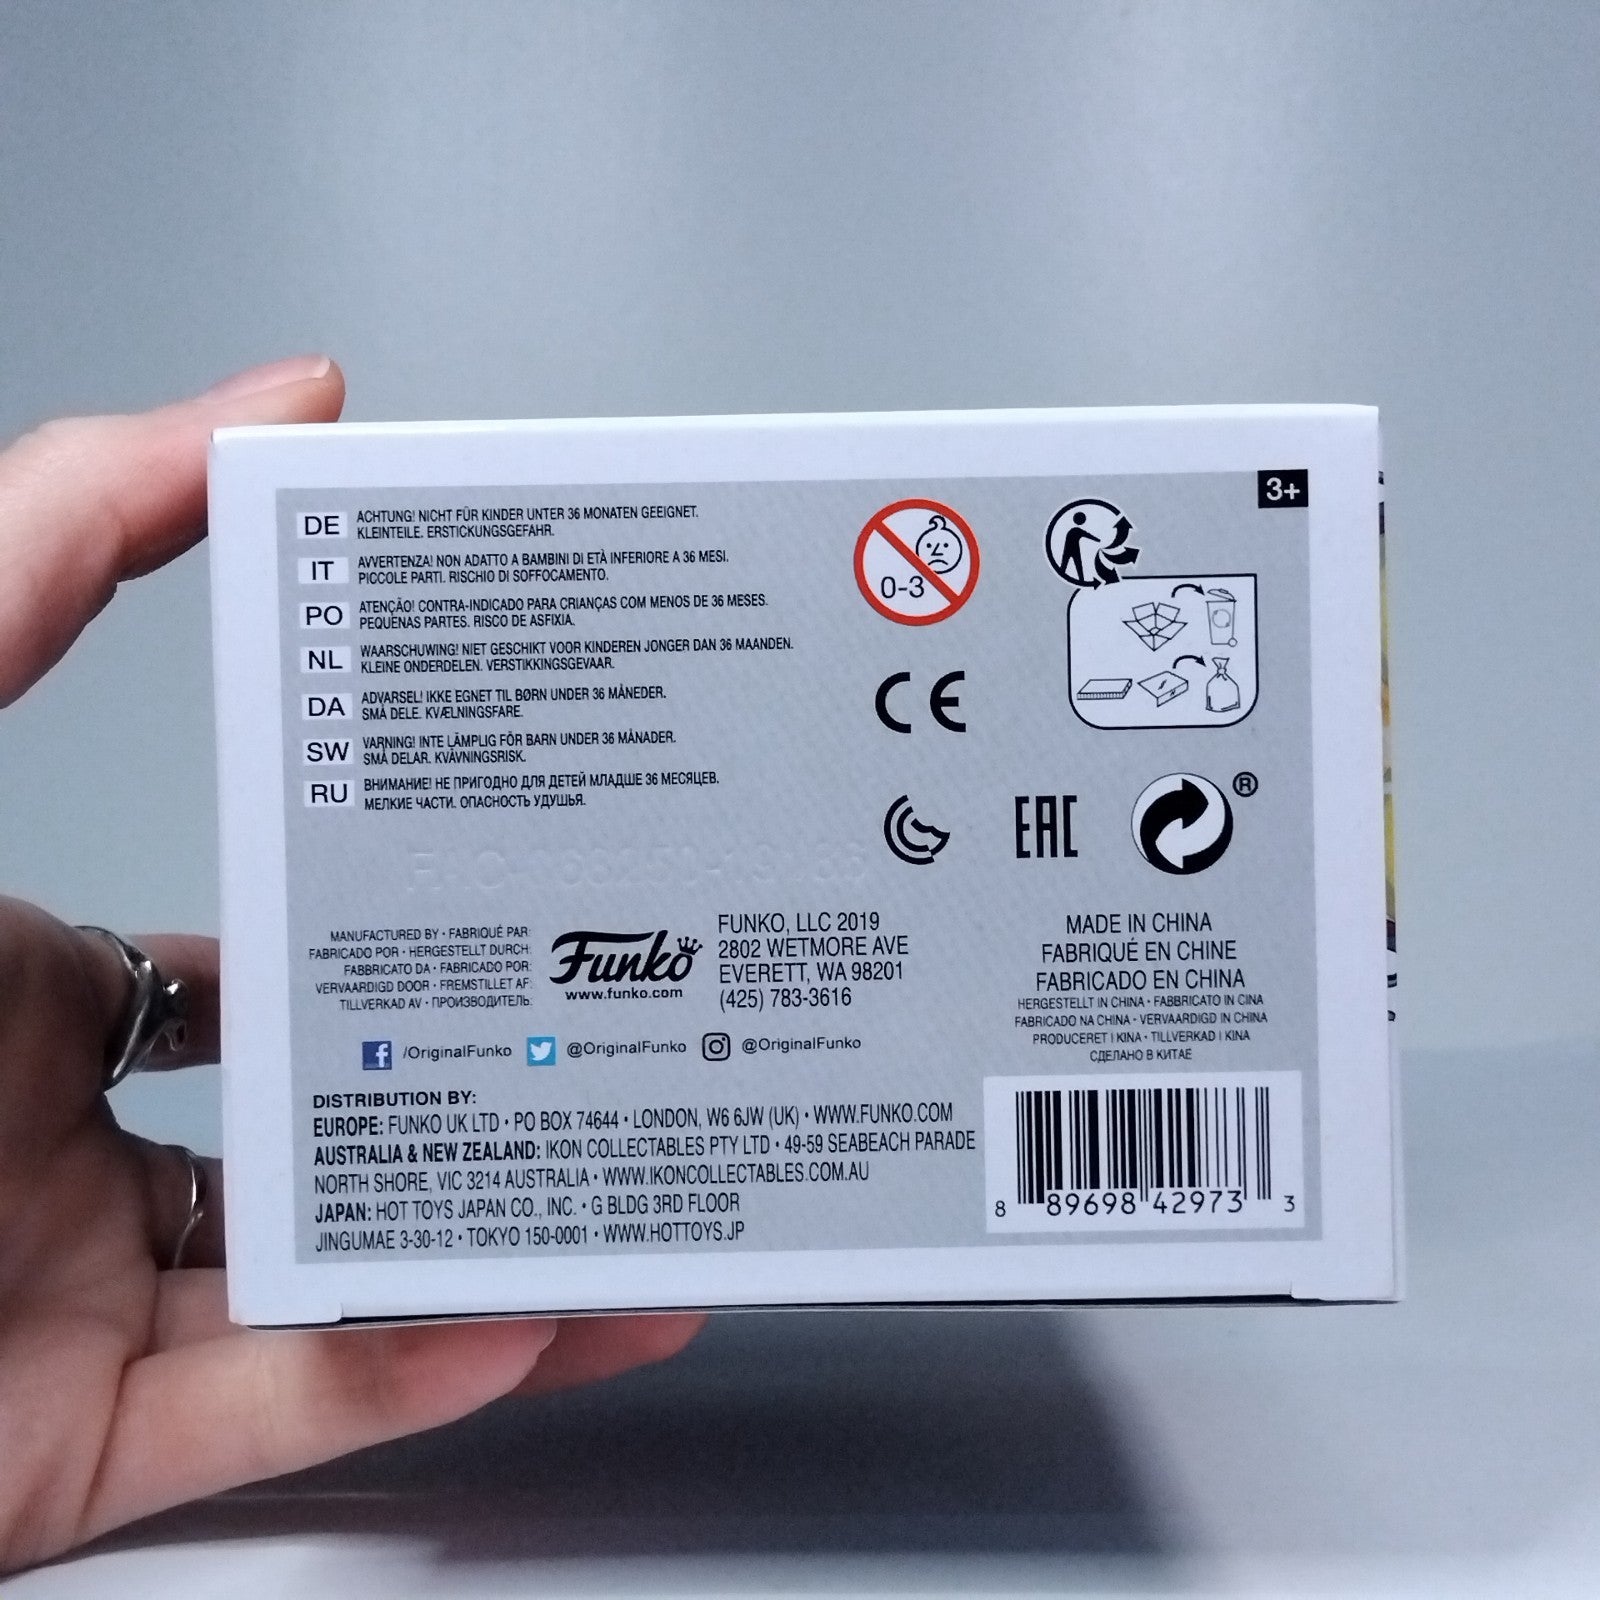 3+
DE ACHTUNG! NICHT FÜR KINDER UNTER 36 MONATEN GEEIGNET.
KLEINTEILE. ERSTICKUNGSGEFAHR.
IT AVVERTENZA! NON ADATTO A BAMBINI DI ETÀ INFERIORE A 36 MESI.
PICCOLE PARTI. RISCHIO DI SOFFOCAMENTO.
PO ATENÇÃO! CONTRA-INDICADO PARA CRIANÇAS COM MENOS DE 36 MESES.
PEQUENAS PARTES. RISCO DE ASFIXIA.
NL WAARSCHUWING! NIET GESCHIKT VOOR KINDEREN JONGER DAN 36 MAANDEN.
KLEINE ONDERDELEN. VERSTIKKINGSGEVAAR.
DA ADVARSEL! IKKE EGNET TIL BØRN UNDER 36 MÅNEDER.
SMÅ DELE. KVÆLNINGSFARE.
SW VARNING! INTE LÄMPLIG FÖR BARN UNDER 36 MÅNADER.
SMÅ DELAR. KVÄVNINGSRISK.
RU ВНИМАНИЕ! НЕ ПРИГОДНО ДЛЯ ДЕТЕЙ МЛАДШЕ 36 МЕСЯЦЕВ.
МЕЛКИЕ ЧАСТИ. ОПАСНОСТЬ УДУШЬЯ.
0-3
CE
EAC
®
MANUFACTURED BY • FABRIQUÉ PAR:
FABRICADO POR • HERGESTELLT DURCH:
FABBRICATO DA • FABRICADO POR:
VERVAARDIGD DOOR • FREMSTILLET AF:
TILLVERKAD AV • ПРОИЗВОДИТЕЛЬ:
Funko
www.funko.com
FUNKO, LLC 2019
2802 WETMORE AVE
EVERETT, WA 98201
(425) 783-3616
MADE IN CHINA
FABRIQUÉ EN CHINE
FABRICADO EN CHINA
HERGESTELLT IN CHINA • FABBRICATO IN CINA
FABRICADO NA CHINA • VERVAARDIGD IN CHINA
PRODUCERET I KINA • TILLVERKAD I KINA
СДЕЛАНО В КИТАЕ
/OriginalFunko @OriginalFunko @OriginalFunko
DISTRIBUTION BY:
EUROPE: FUNKO UK LTD • PO BOX 74644 • LONDON, W6 6JW (UK) • WWW.FUNKO.COM
AUSTRALIA & NEW ZEALAND: IKON COLLECTABLES PTY LTD • 49-59 SEABEACH PARADE
NORTH SHORE, VIC 3214 AUSTRALIA • WWW.IKONCOLLECTABLES.COM.AU
JAPAN: HOT TOYS JAPAN CO., INC. • G BLDG 3RD FLOOR
JINGUMAE 3-30-12 • TOKYO 150-0001 • WWW.HOTTOYS.JP
8 89698 42973 3